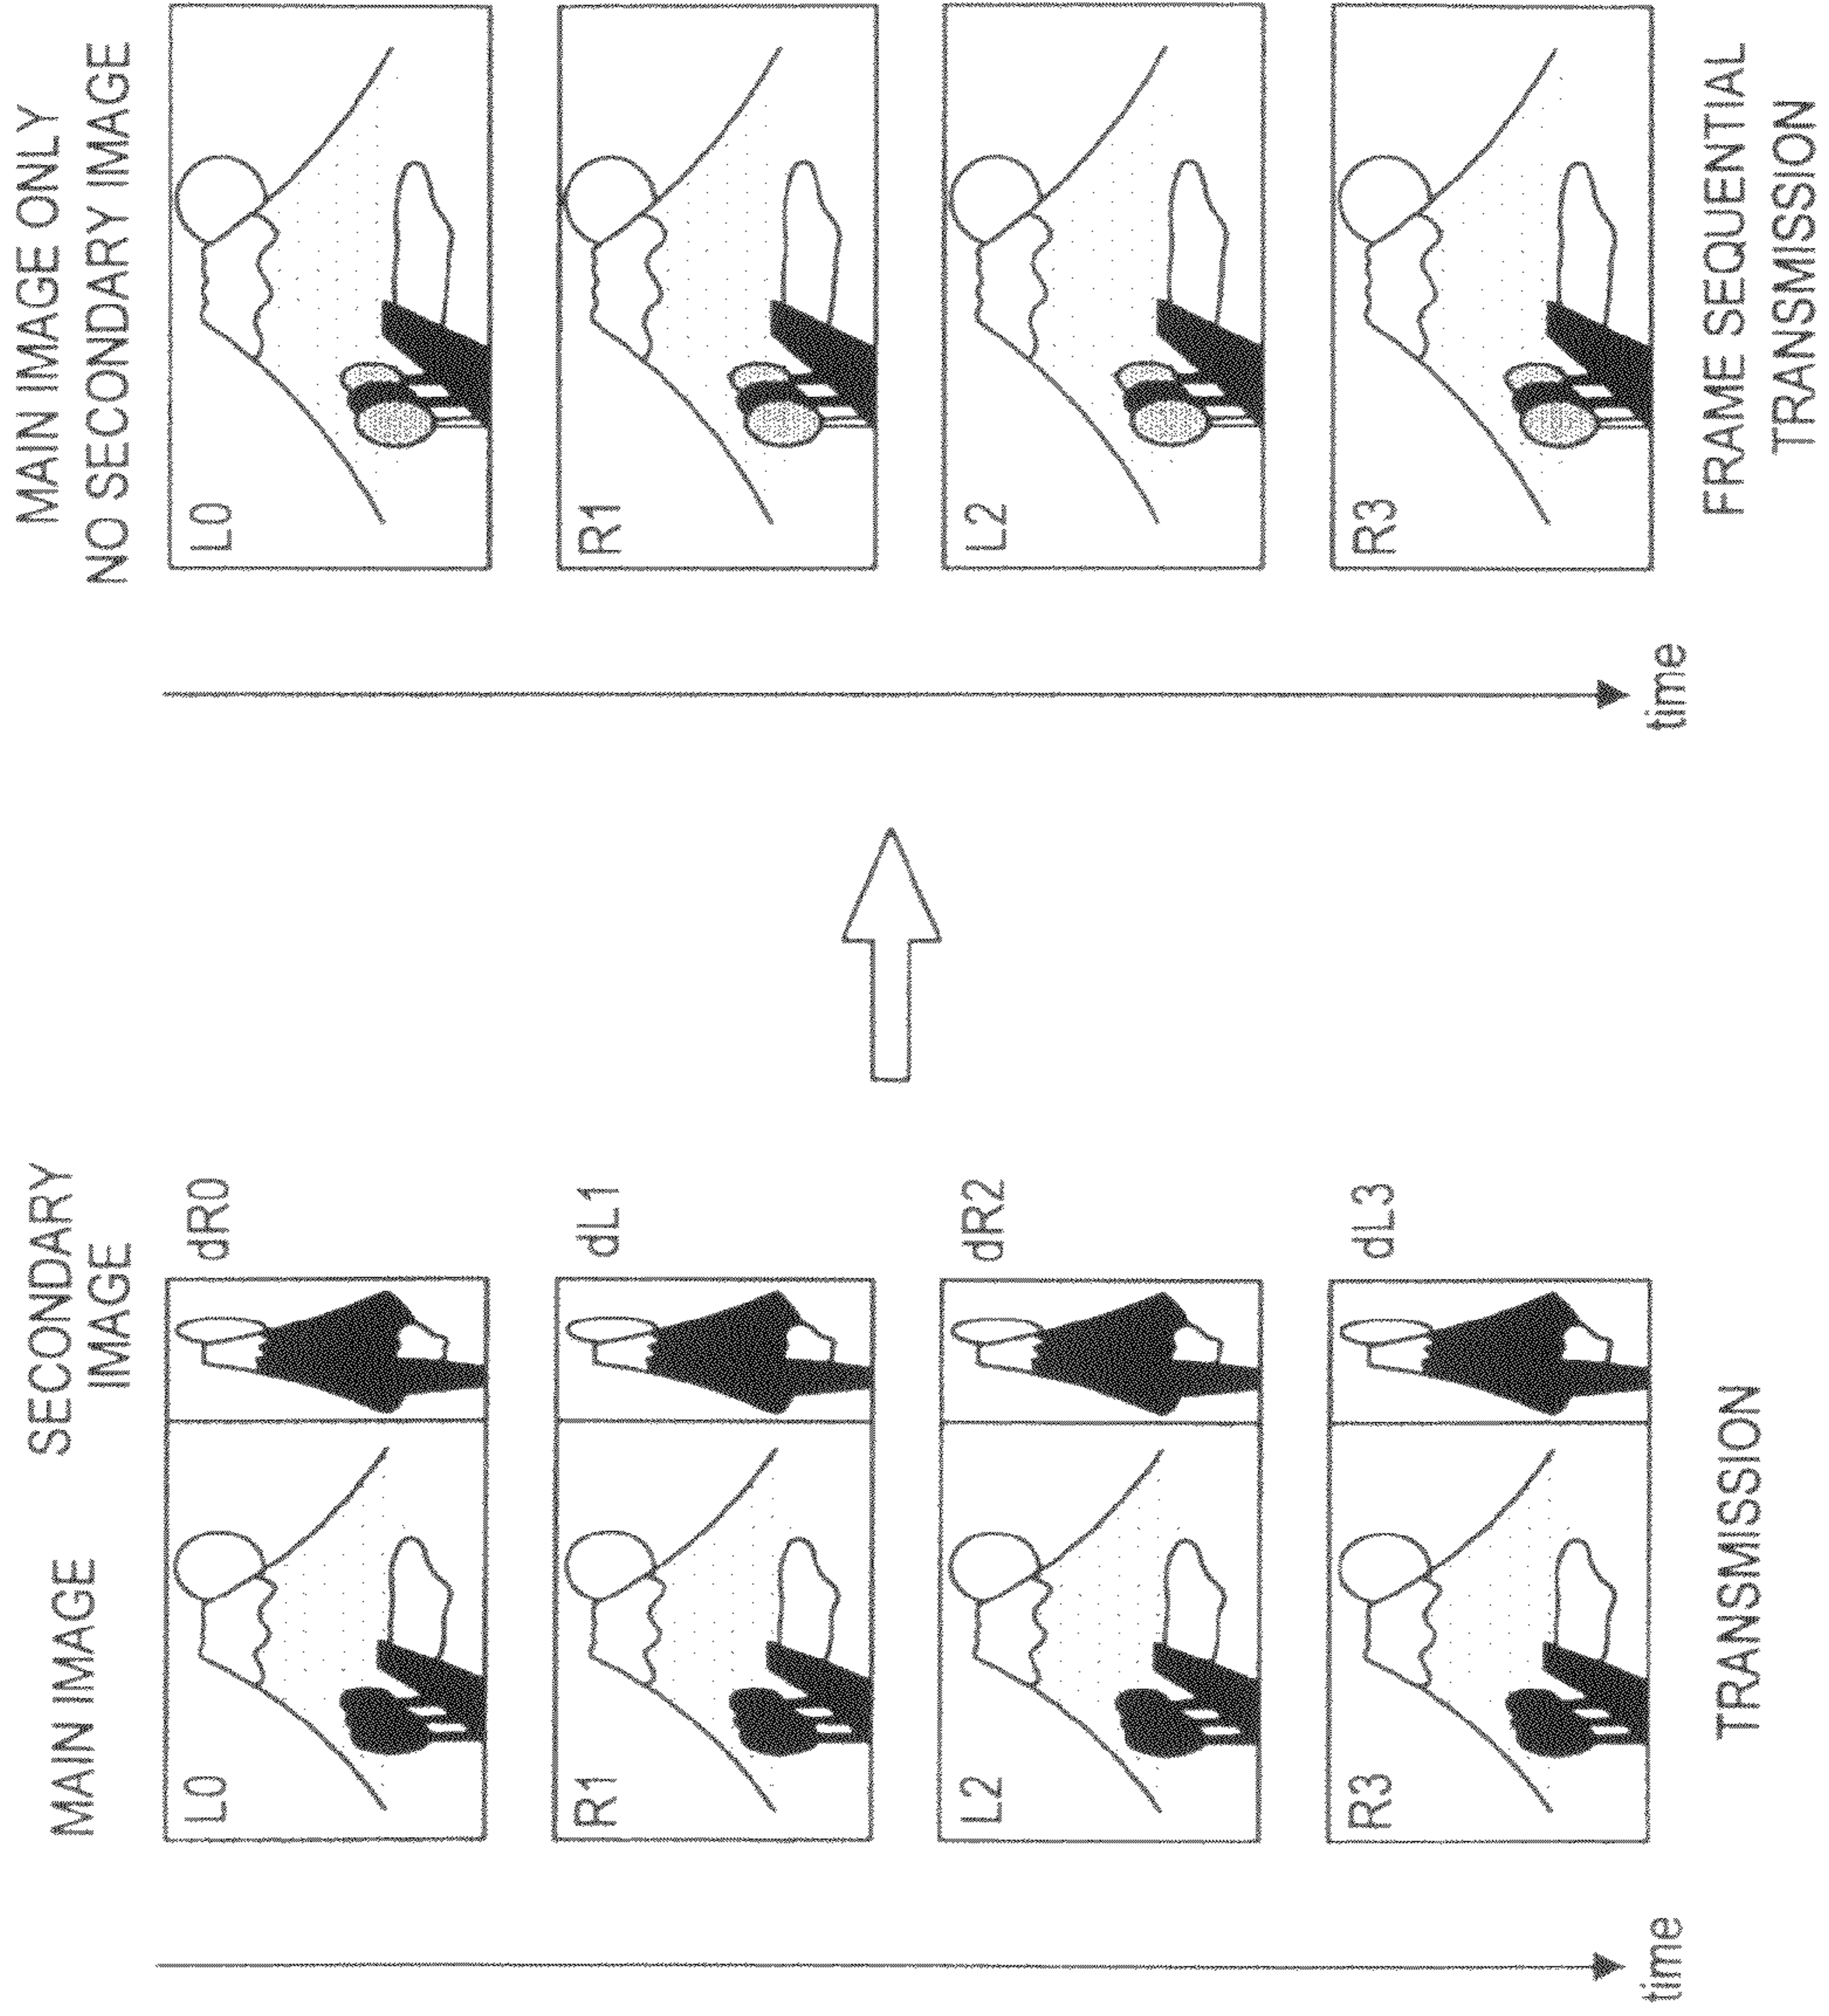 MAIN IMAGE
SECONDARY
IMAGE
L0
dR0
R1
dL1
L2
dR2
R3
dL3
time
TRANSMISSION
MAIN IMAGE ONLY
NO SECONDARY IMAGE
L0
R1
L2
R3
time
FRAME SEQUENTIAL
TRANSMISSION